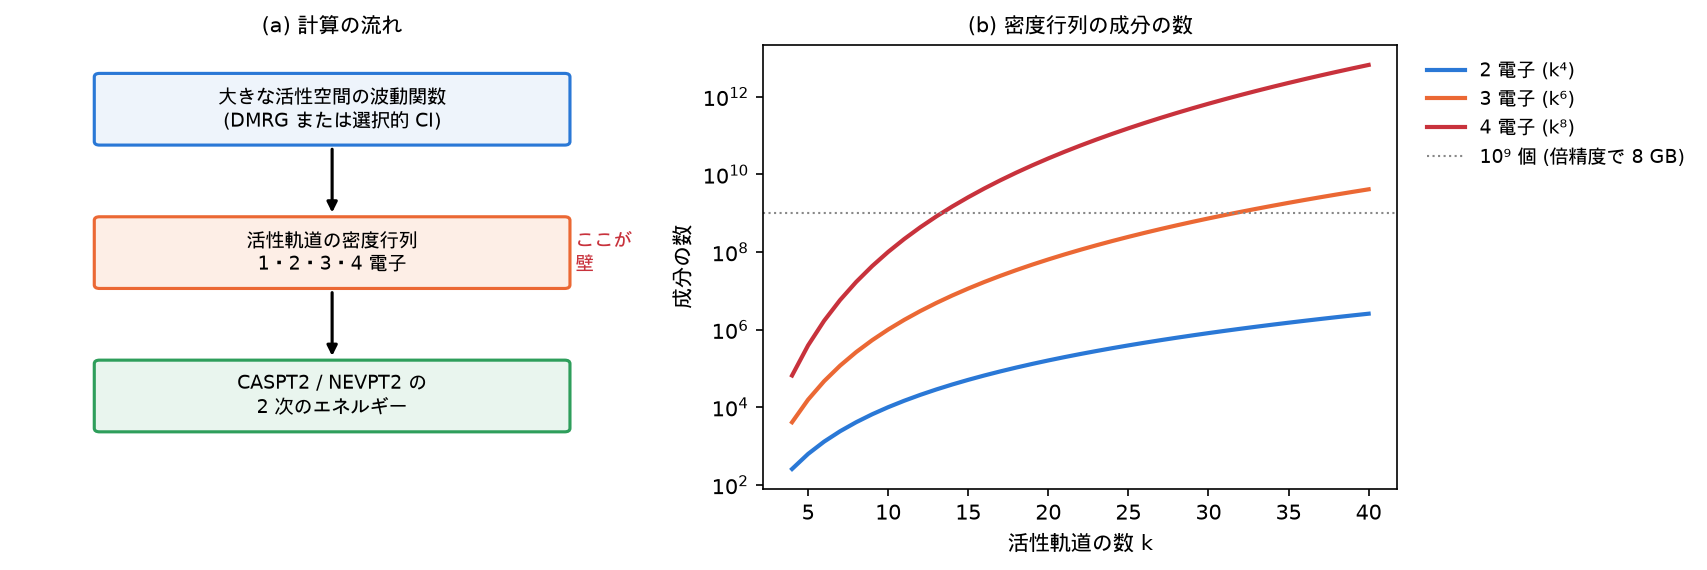 (a) 計算の流れ
大きな活性空間の波動関数
(DMRG または選択的 CI)
活性軌道の密度行列
1・2・3・4 電子
ここが
壁
CASPT2 / NEVPT2 の
2 次のエネルギー
(b) 密度行列の成分の数
成分の数
10¹²
10¹⁰
10⁸
10⁶
10⁴
10²
5 10 15 20 25 30 35 40
活性軌道の数 k
2 電子 (k⁴)
3 電子 (k⁶)
4 電子 (k⁸)
10⁹ 個 (倍精度で 8 GB)